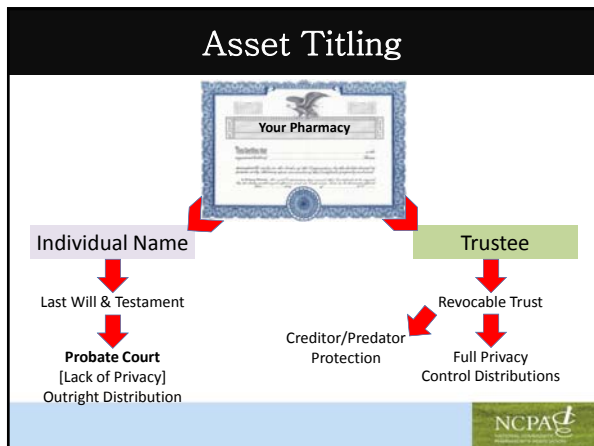 Asset Titling
Your Pharmacy
Individual Name
Trustee
Last Will & Testament
Revocable Trust
Creditor/Predator
Protection
Probate Court
[Lack of Privacy]
Outright Distribution
Full Privacy
Control Distributions
NCPA